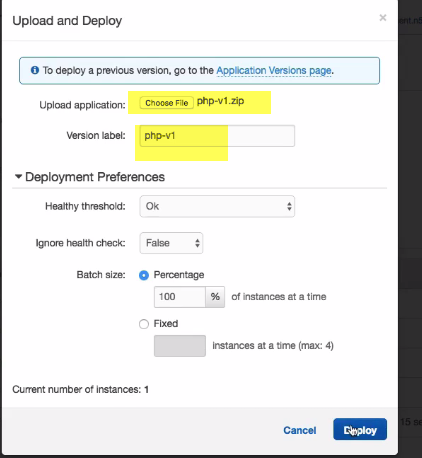 Upload and Deploy ×
To deploy a previous version, go to the Application Versions page.
Upload application: Choose File php-v1.zip
Version label: php-v1
Deployment Preferences
Healthy threshold: Ok
Ignore health check: False
Batch size: Percentage
100 % of instances at a time
Fixed
instances at a time (max: 4)
Current number of instances: 1
Cancel Deploy